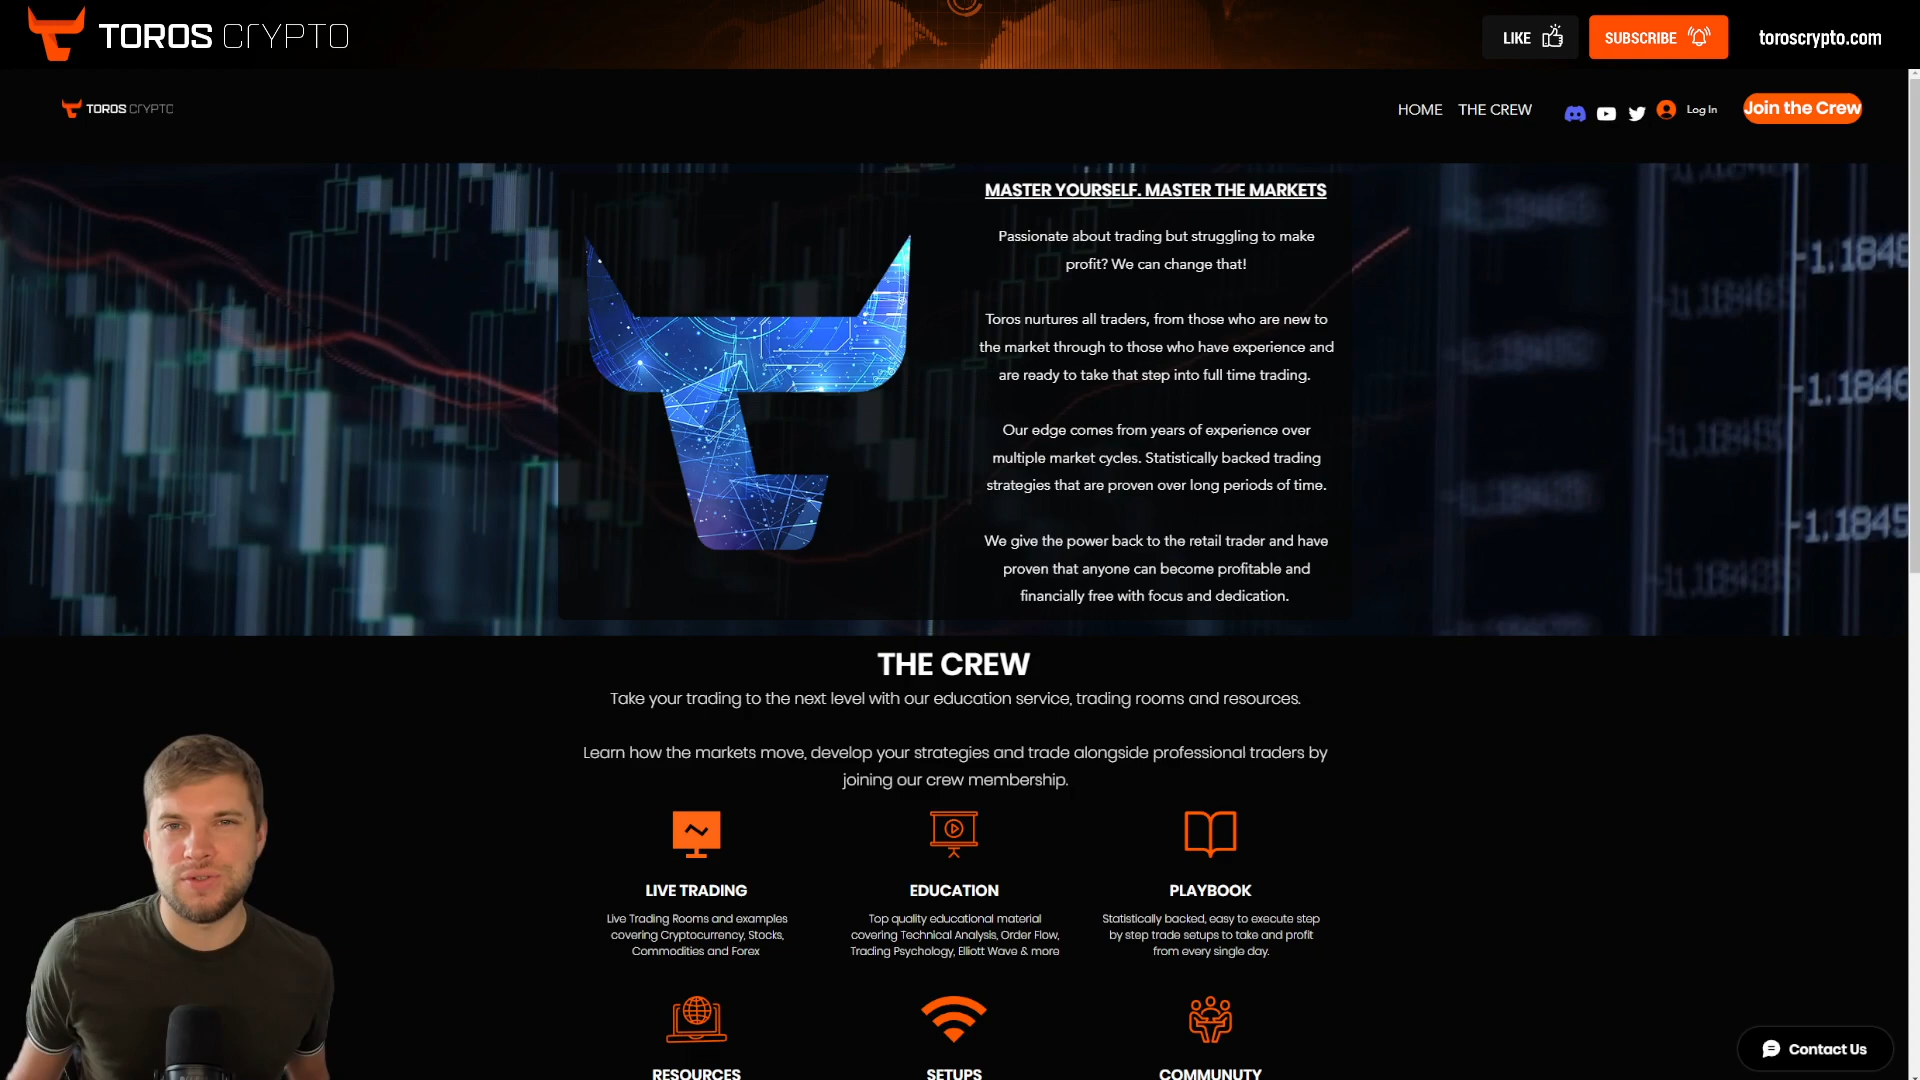 TOROS CRYPTO
LIKE
SUBSCRIBE
toroscrypto.com
TOROS CRYPTO
HOME
THE CREW
Log In
Join the Crew
MASTER YOURSELF. MASTER THE MARKETS
Passionate about trading but struggling to make
profit? We can change that!
Toros nurtures all traders, from those who are new to
the market through to those who have experience and
are ready to take that step into full time trading.
Our edge comes from years of experience over
multiple market cycles. Statistically backed trading
strategies that are proven over long periods of time.
We give the power back to the retail trader and have
proven that anyone can become profitable and
financially free with focus and dedication.
-1.1848
-1.1846
-1.1845
THE CREW
Take your trading to the next level with our education service, trading rooms and resources.
Learn how the markets move, develop your strategies and trade alongside professional traders by
joining our crew membership.
LIVE TRADING
Live Trading Rooms and examples
covering Cryptocurrency, Stocks,
Commodities and Forex
EDUCATION
Top quality educational material
covering Technical Analysis, Order Flow,
Trading Psychology, Elliott Wave & more
PLAYBOOK
Statistically backed, easy to execute step
by step trade setups to take and profit
from every single day.
RESOURCES
SETUPS
COMMUNITY
Contact Us